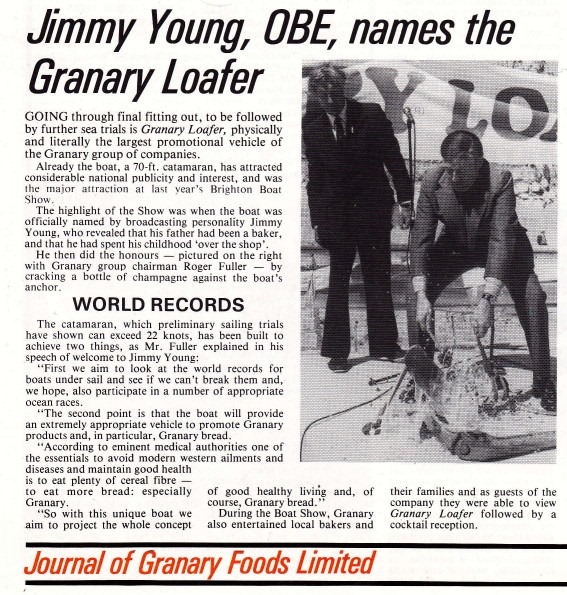 Jimmy Young, OBE, names the
Granary Loafer
GOING through final fitting out, to be followed
by further sea trials is Granary Loafer, physically
and literally the largest promotional vehicle of
the Granary group of companies.
Already the boat, a 70-ft. catamaran, has attracted
considerable national publicity and interest, and was
the major attraction at last year's Brighton Boat
Show.
The highlight of the Show was when the boat was
officially named by broadcasting personality Jimmy
Young, who revealed that his father had been a baker,
and that he had spent his childhood 'over the shop'.
He then did the honours — pictured on the right
with Granary group chairman Roger Fuller — by
cracking a bottle of champagne against the boat's
anchor.
WORLD RECORDS
The catamaran, which preliminary sailing trials
have shown can exceed 22 knots, has been built to
achieve two things, as Mr. Fuller explained in his
speech of welcome to Jimmy Young:
"First we aim to look at the world records for
boats under sail and see if we can't break them and,
we hope, also participate in a number of appropriate
ocean races.
"The second point is that the boat will provide
an extremely appropriate vehicle to promote Granary
products and, in particular, Granary bread.
"According to eminent medical authorities one of
the essentials to avoid modern western ailments and
diseases and maintain good health
is to eat plenty of cereal fibre —
to eat more bread: especially
Granary.
"So with this unique boat we
aim to project the whole concept
of good healthy living and, of
course, Granary bread."
During the Boat Show, Granary
also entertained local bakers and
their families and as guests of the
company they were able to view
Granary Loafer followed by a
cocktail reception.
Y LOA
Journal of Granary Foods Limited